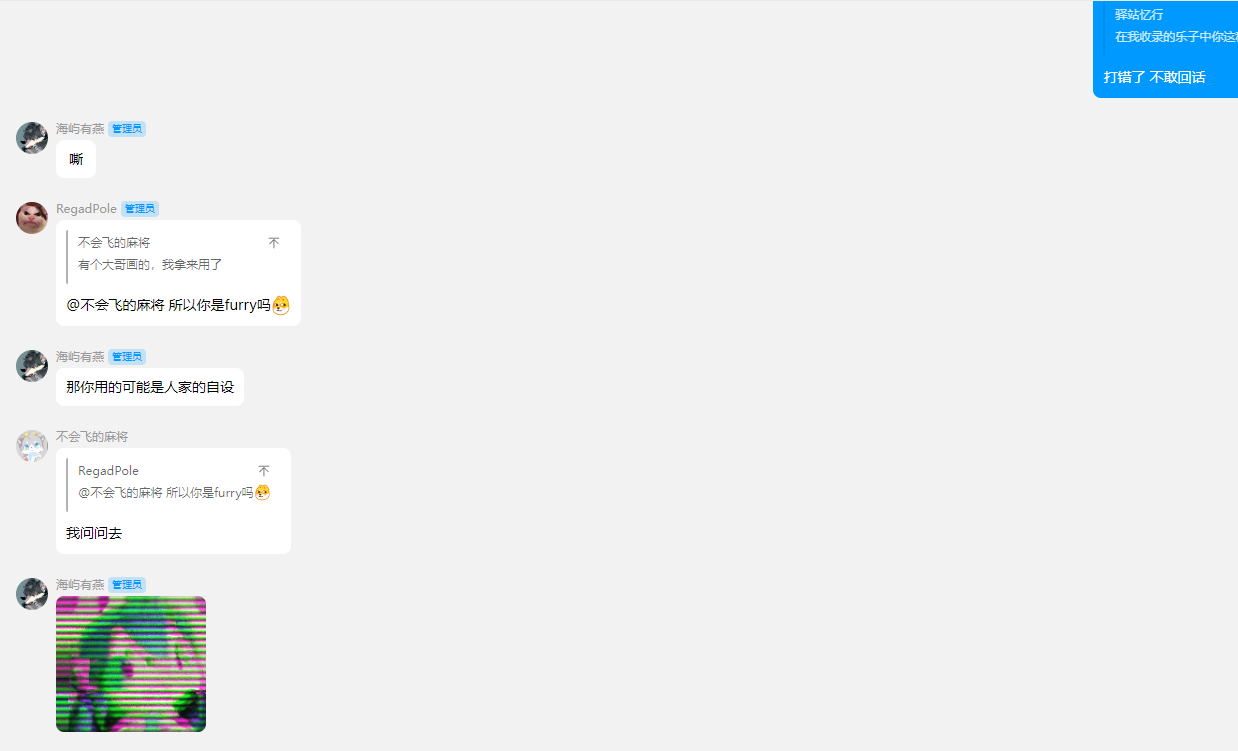 驿站忆行
在我收录的乐子中你这
打错了 不敢回话
海屿有燕 管理员
嘶
RegadPole 管理员
不会飞的麻将
有个大哥画的，我拿来用了
@不会飞的麻将 所以你是furry吗
海屿有燕 管理员
那你用的可能是人家的自设
不会飞的麻将
RegadPole
@不会飞的麻将 所以你是furry吗
我问问去
海屿有燕 管理员